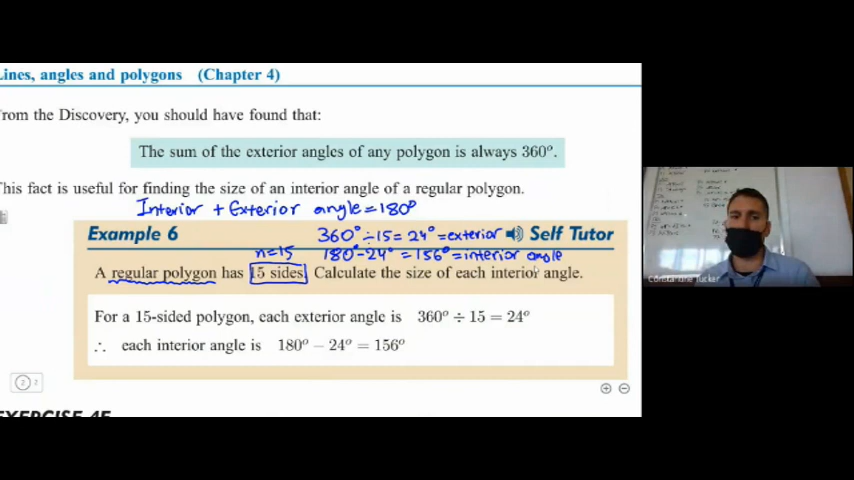 Lines, angles and polygons (Chapter 4)
From the Discovery, you should have found that:
The sum of the exterior angles of any polygon is always 360°.
This fact is useful for finding the size of an interior angle of a regular polygon.
Interior + Exterior angle = 180°
Example 6
360° ÷ 15 = 24° = exterior
Self Tutor
n=15
180° - 24° = 156° = interior angle
A regular polygon has 15 sides. Calculate the size of each interior angle.
For a 15-sided polygon, each exterior angle is 360° ÷ 15 = 24°
∴ each interior angle is 180° − 24° = 156°
2
EXERCISE 4E
Constantine Tucker